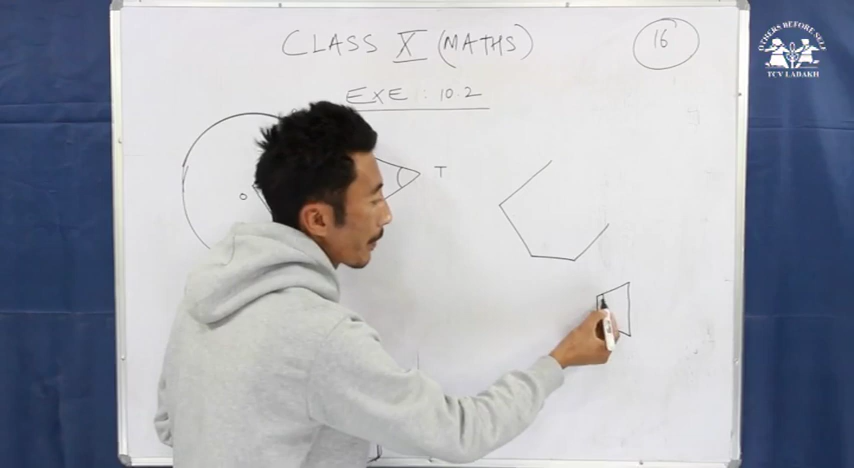 CLASS X (MATHS)
16
EXE : 10.2
T
O
OTHERS BEFORE SELF
TCV LADAKH